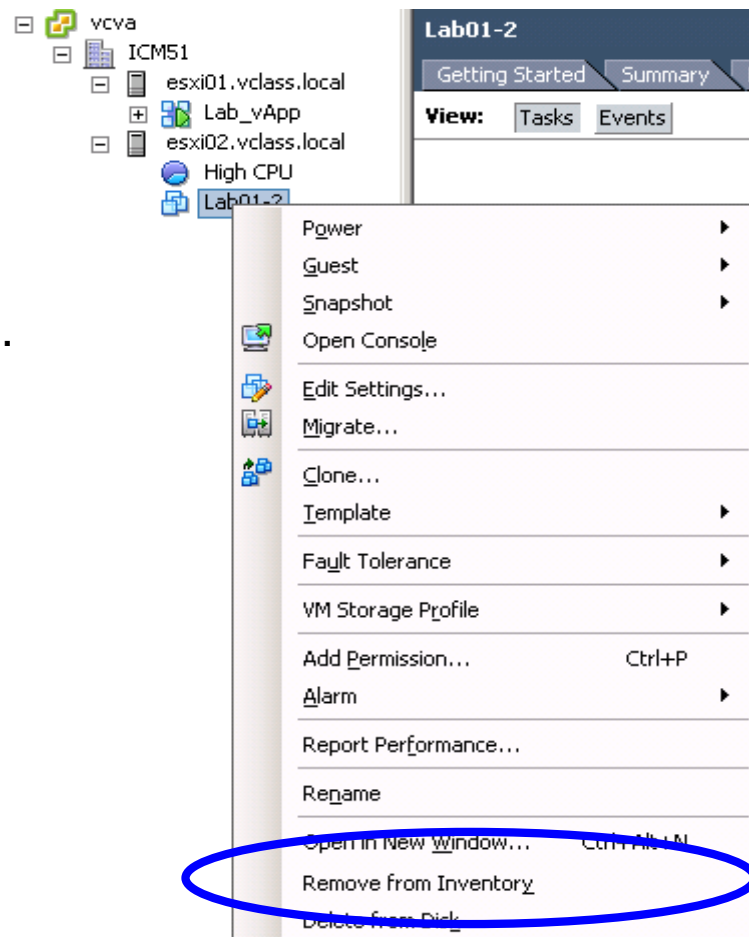 vcva
ICM51
esxi01.vclass.local
Lab_vApp
esxi02.vclass.local
High CPU
Lab01-2
Lab01-2
Getting Started Summary
View: Tasks Events
.
Power
Guest
Snapshot
Open Console
Edit Settings...
Migrate...
Clone...
Template
Fault Tolerance
VM Storage Profile
Add Permission... Ctrl+P
Alarm
Report Performance...
Rename
Open in New Window... Ctrl+Alt+N
Remove from Inventory
Delete from Disk